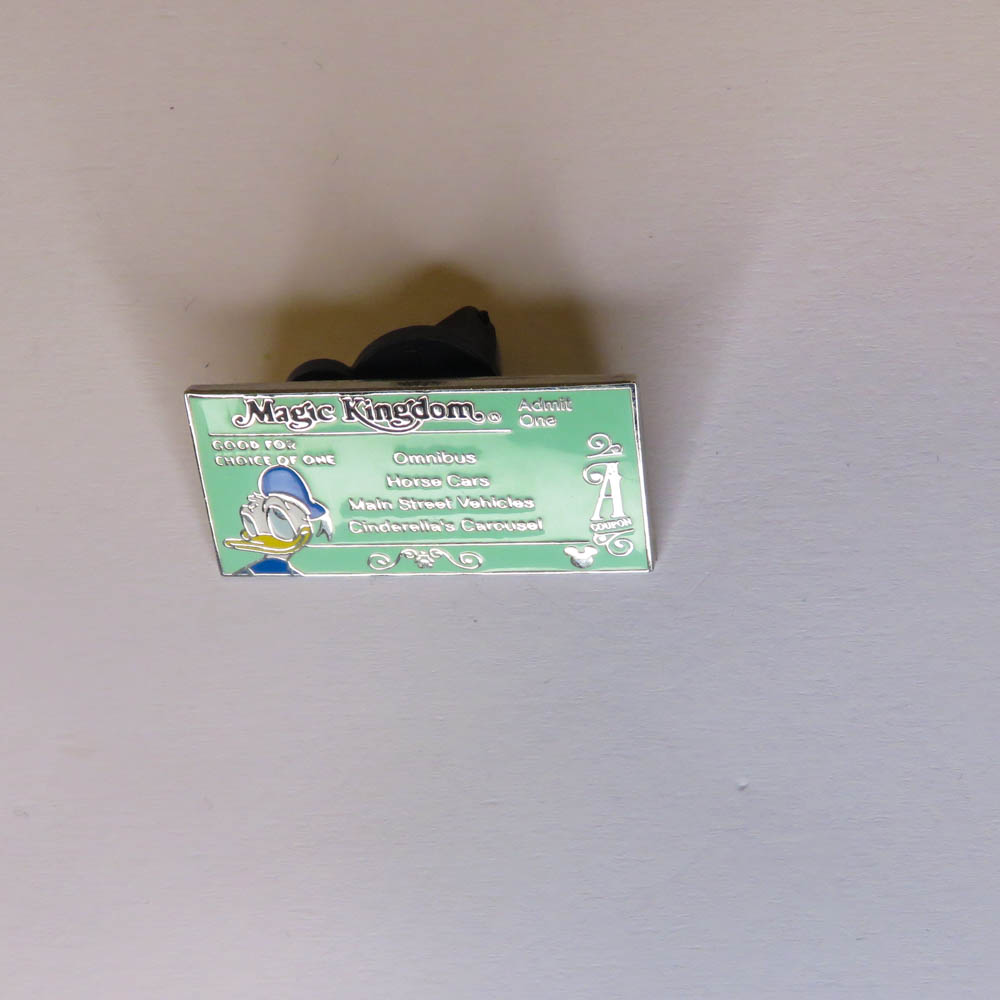 Magic Kingdom®
Admit
One
GOOD FOR
CHOICE OF ONE
Omnibus
Horse Cars
Main Street Vehicles
Cinderella's Carousel
A
COUPON